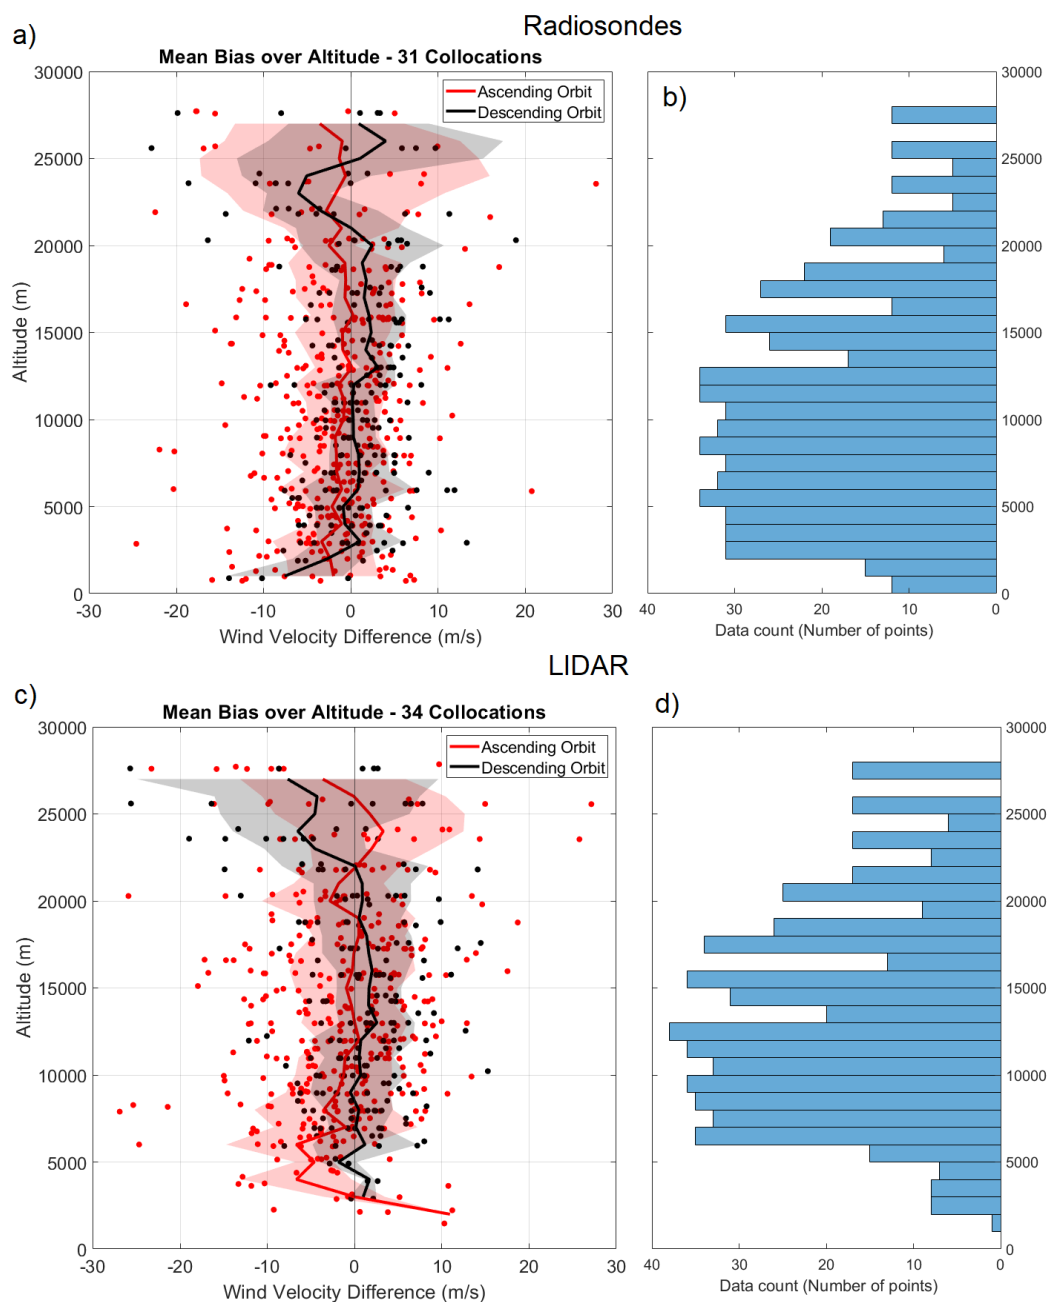 Radiosondes
a)
Mean Bias over Altitude - 31 Collocations
Ascending Orbit
Descending Orbit
30000
25000
20000
15000
10000
5000
0
Altitude (m)
-30 -20 -10 0 10 20 30
Wind Velocity Difference (m/s)
b)
30000
25000
20000
15000
10000
5000
0
40 30 20 10 0
Data count (Number of points)
LIDAR
c)
Mean Bias over Altitude - 34 Collocations
Ascending Orbit
Descending Orbit
30000
25000
20000
15000
10000
5000
0
Altitude (m)
-30 -20 -10 0 10 20 30
Wind Velocity Difference (m/s)
d)
30000
25000
20000
15000
10000
5000
0
40 30 20 10 0
Data count (Number of points)